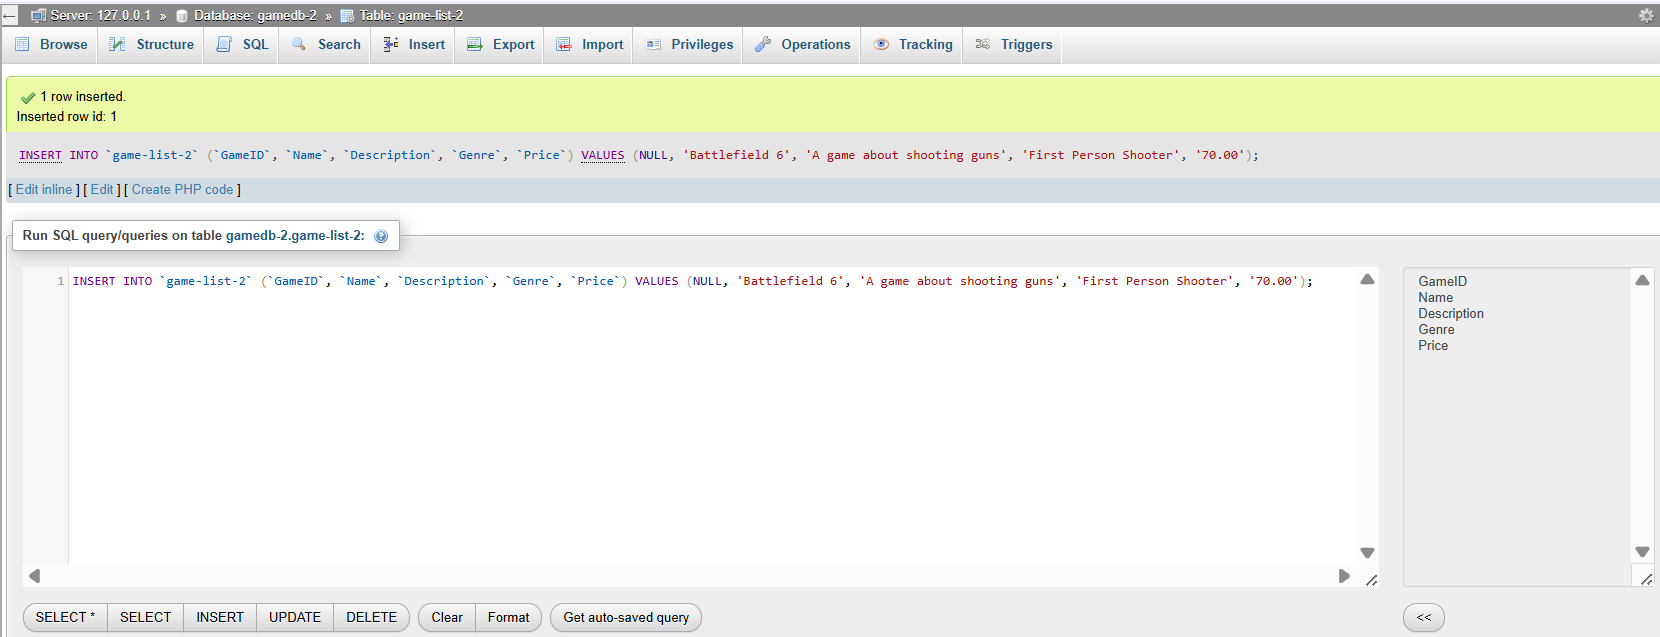 Server: 127.0.0.1 » Database: gamedb-2 » Table: game-list-2
Browse Structure SQL Search Insert Export Import Privileges Operations Tracking Triggers
1 row inserted.
Inserted row id: 1
INSERT INTO `game-list-2` (`GameID`, `Name`, `Description`, `Genre`, `Price`) VALUES (NULL, 'Battlefield 6', 'A game about shooting guns', 'First Person Shooter', '70.00');
[ Edit inline ] [ Edit ] [ Create PHP code ]
Run SQL query/queries on table gamedb-2.game-list-2:
1 INSERT INTO `game-list-2` (`GameID`, `Name`, `Description`, `Genre`, `Price`) VALUES (NULL, 'Battlefield 6', 'A game about shooting guns', 'First Person Shooter', '70.00');
GameID
Name
Description
Genre
Price
SELECT * SELECT INSERT UPDATE DELETE Clear Format Get auto-saved query <<